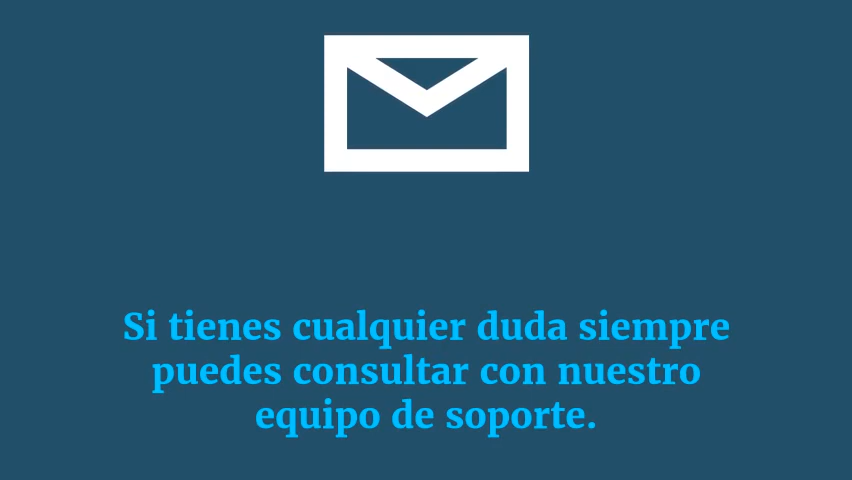 Si tienes cualquier duda siempre
puedes consultar con nuestro
equipo de soporte.